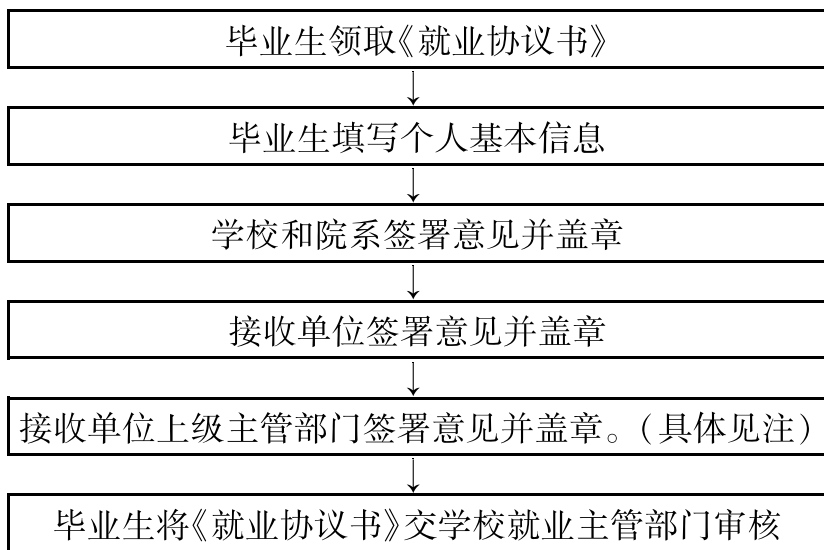 毕业生领取《就业协议书》
毕业生填写个人基本信息
学校和院系签署意见并盖章
接收单位签署意见并盖章
接收单位上级主管部门签署意见并盖章。(具体见注)
毕业生将《就业协议书》交学校就业主管部门审核